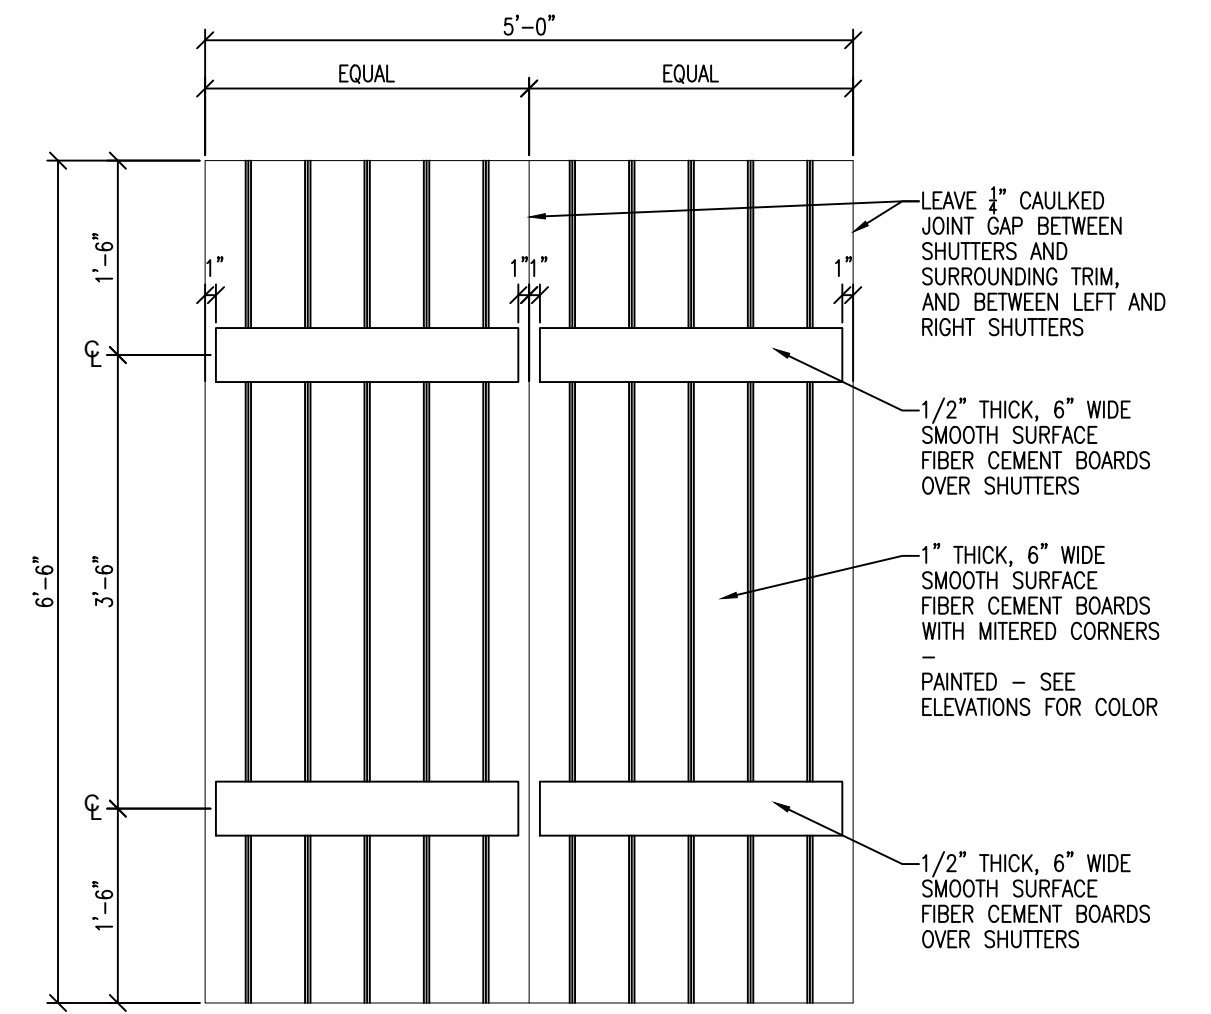 5'-0"
EQUAL
EQUAL
1'-6"
1"
1"
1"
1"
LEAVE 1/4" CAULKED
JOINT GAP BETWEEN
SHUTTERS AND
SURROUNDING TRIM,
AND BETWEEN LEFT AND
RIGHT SHUTTERS
℄
1/2" THICK, 6" WIDE
SMOOTH SURFACE
FIBER CEMENT BOARDS
OVER SHUTTERS
6'-6"
3'-6"
1" THICK, 6" WIDE
SMOOTH SURFACE
FIBER CEMENT BOARDS
WITH MITERED CORNERS
–
PAINTED – SEE
ELEVATIONS FOR COLOR
℄
1'-6"
1/2" THICK, 6" WIDE
SMOOTH SURFACE
FIBER CEMENT BOARDS
OVER SHUTTERS